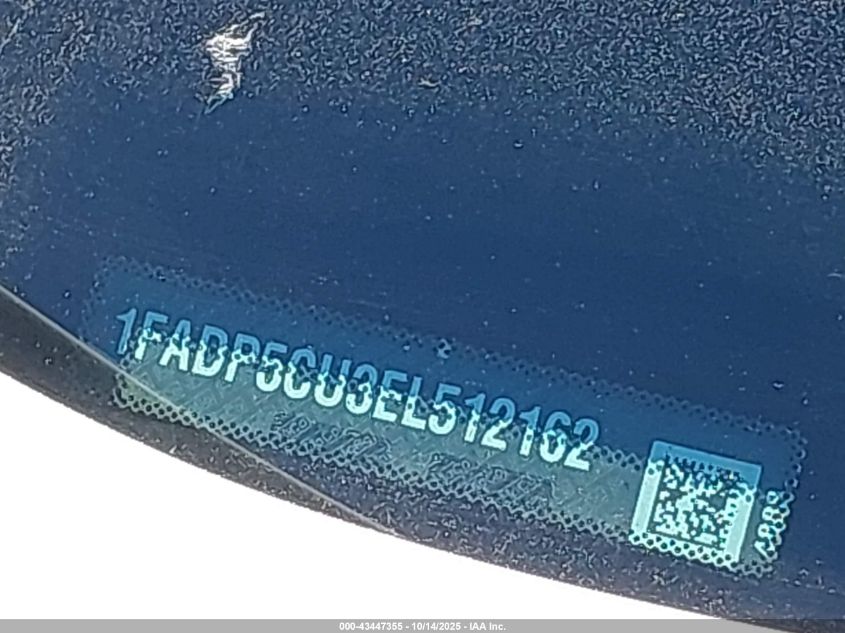 1FADP5CU3EL512162
000-43447355 - 10/14/2025 - IAA Inc.